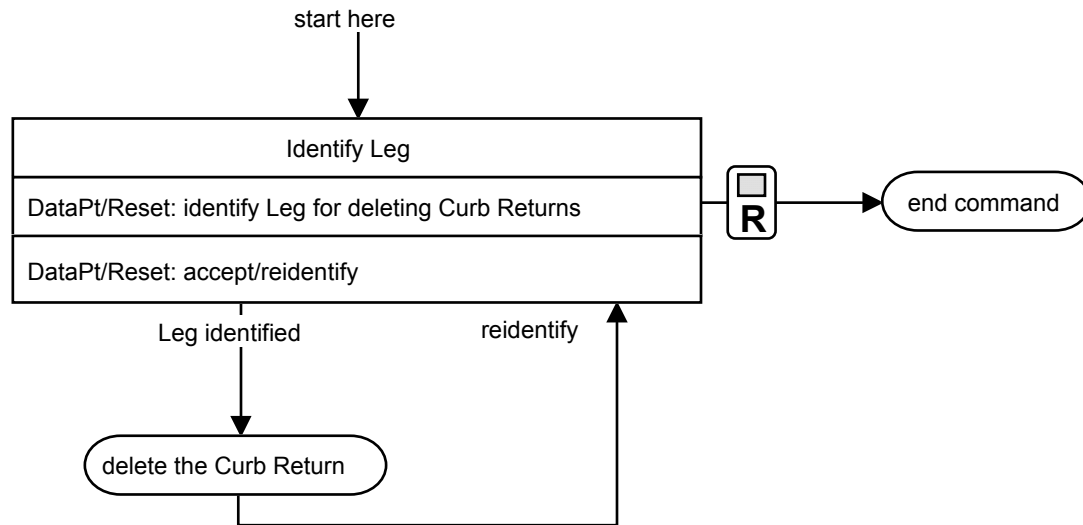 start here
Identify Leg
DataPt/Reset: identify Leg for deleting Curb Returns
R
end command
DataPt/Reset: accept/reidentify
Leg identified
reidentify
delete the Curb Return